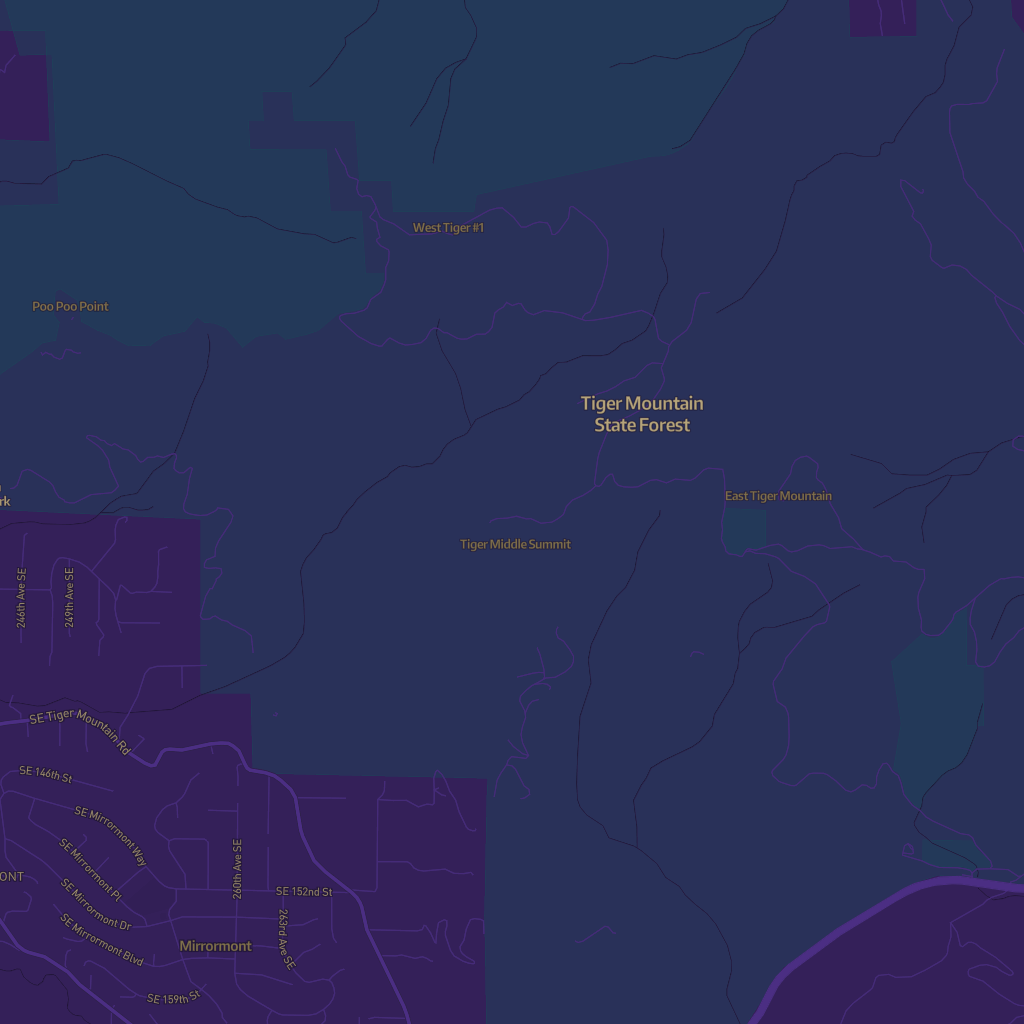 West Tiger #1
Poo Poo Point
Tiger Mountain
State Forest
rk
East Tiger Mountain
Tiger Middle Summit
246th Ave SE
249th Ave SE
SE Tiger Mountain Rd
SE 146th St
SE Mirrormont Way
SE Mirrormont Pl
260th Ave SE
ONT
SE Mirrormont Dr
SE 152nd St
263rd Ave SE
SE Mirrormont Blvd
Mirrormont
SE 159th St